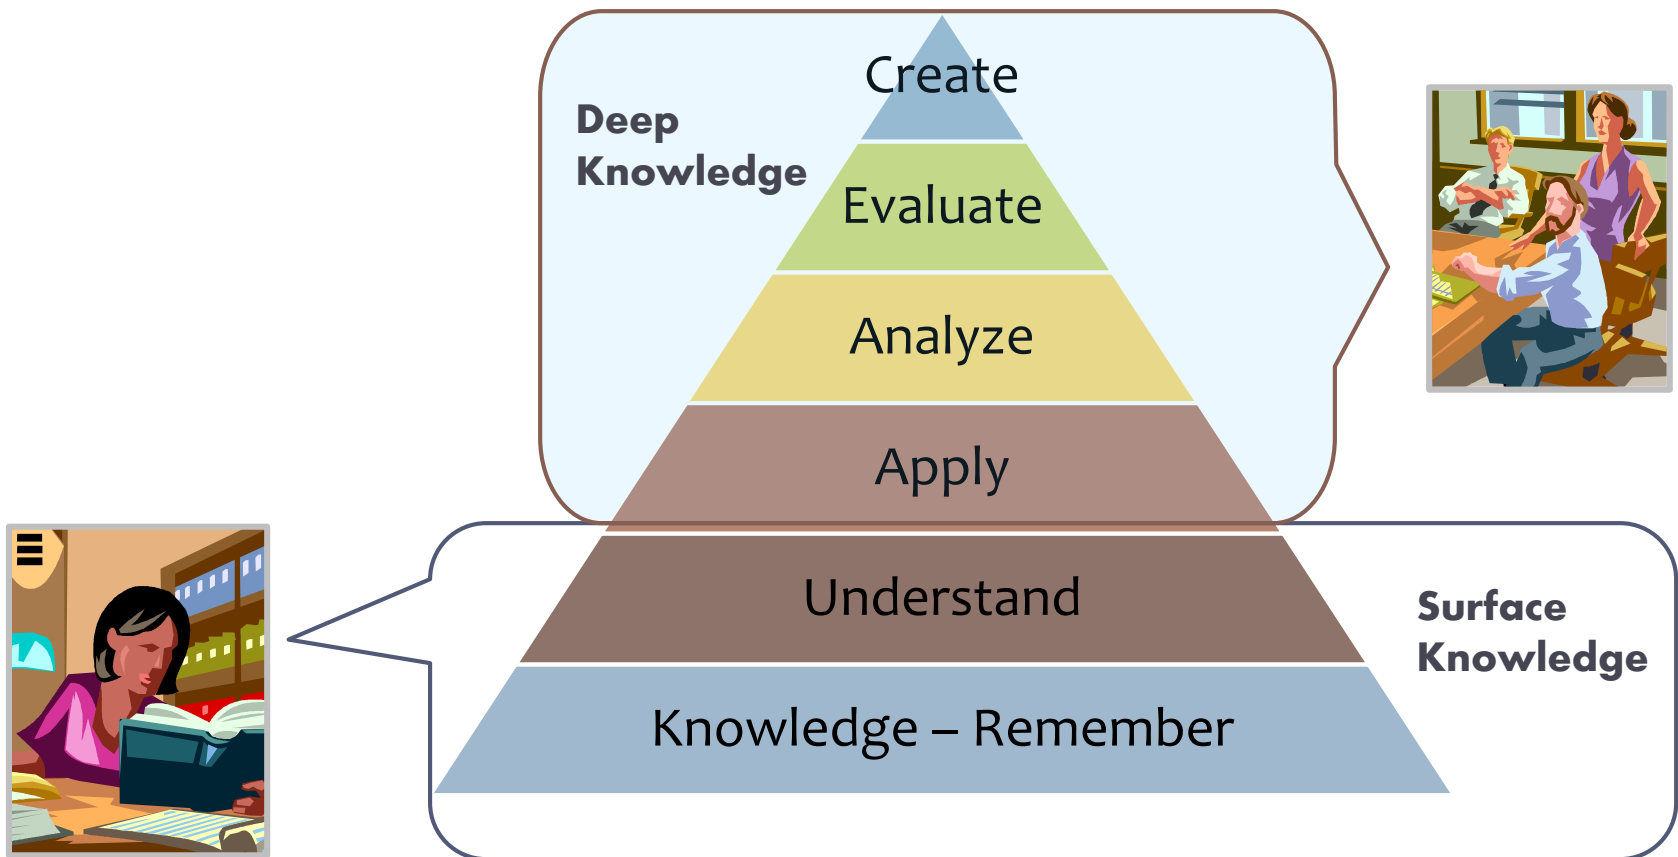 Create
Deep
Knowledge
Evaluate
Analyze
Apply
Understand
Surface
Knowledge
Knowledge – Remember